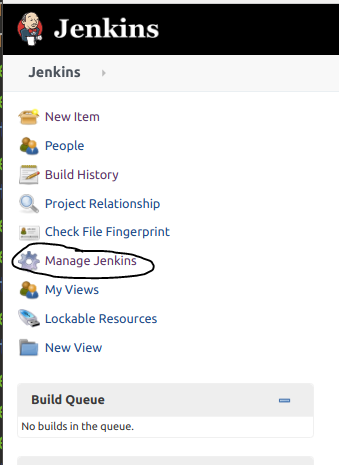 Jenkins
Jenkins
New Item
People
Build History
Project Relationship
Check File Fingerprint
Manage Jenkins
My Views
Lockable Resources
New View
Build Queue
No builds in the queue.